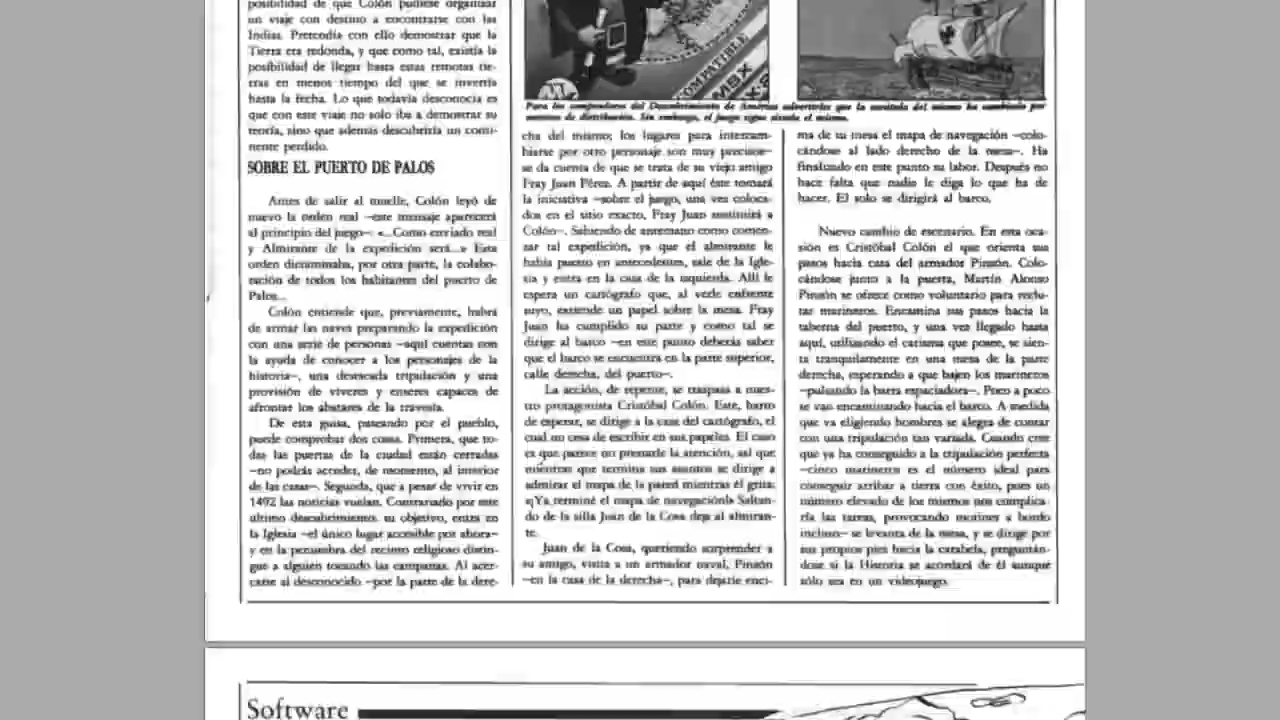 posibilidad de que Colón pudiese organizar
un viaje con destino a encontrarse con las
Indias. Pretendía con ello demostrar que la
Tierra era redonda, y que como tal, existía la
posibilidad de llegar hasta estas remotas tie-
rras en menos tiempo del que se invertía
hasta la fecha. Lo que todavía desconocía es
que con este viaje no solo iba a demostrar su
teoría, sino que además descubriría un conti-
nente perdido.
SOBRE EL PUERTO DE PALOS
Antes de salir al muelle, Colón leyó de
nuevo la orden real –este mensaje aparecerá
al principio del juego–: «...Como enviado real
y Almirante de la expedición será...» Esta
orden dictaminaba, por otra parte, la colabo-
ración de todos los habitantes del puerto de
Palos...
Colón entiende que, previamente, habrá
de armar las naves preparando la expedición
con una serie de personas –aquí cuentas con
la ayuda de conocer a los personajes de la
historia–, una destacada tripulación y una
provisión de víveres y enseres capaces de
afrontar los abatares de la travesía.
De esta guisa, paseando por el pueblo,
puede comprobar dos cosas. Primera, que to-
das las puertas de la ciudad están cerradas
–no podrás acceder, de momento, al interior
de las casas–. Segunda, que a pesar de vivir en
1492 las noticias vuelan. Contrariado por este
último descubrimiento, su objetivo, entra en
la Iglesia –el único lugar accesible por ahora–
y en la penumbra del recinto religioso distin-
gue a alguien tocando las campanas. Al acer-
carse al desconocido –por la parte de la dere-
COMPATIBLE
Para los compradores del Descubrimiento de América advertirles que la carátula del mismo ha cambiado por
motivos de distribución. Sin embargo, el juego sigue siendo el mismo.
cha del mismo; los lugares para intercam-
biarse por otro personaje son muy precisos–
se da cuenta de que se trata de su viejo amigo
Fray Juan Pérez. A partir de aquí éste tomará
la iniciativa –sobre el juego, una vez coloca-
dos en el sitio exacto, Fray Juan sustituirá a
Colón–. Sabiendo de antemano como comen-
zar tal expedición, ya que el almirante le
había puesto en antecedentes, sale de la Igle-
sia y entra en la casa de la izquierda. Allí le
espera un cartógrafo que, al verle enfrente
suyo, extiende un papel sobre la mesa. Fray
Juan ha cumplido su parte y como tal se
dirige al barco –en este punto deberás saber
que el barco se encuentra en la parte superior,
calle derecha, del puerto–.
La acción, de repente, se traspasa a nues-
tro protagonista Cristóbal Colón. Este, harto
de esperar, se dirige a la casa del cartógrafo, el
cual no cesa de escribir en sus papeles. El caso
es que parece no prestarle la atención, así que
mientras que termina sus asuntos se dirige a
admirar el mapa de la pared mientras él grita:
«¡Ya terminé el mapa de navegación!» Saltan-
do de la silla Juan de la Cosa deja al almiran-
te.
Juan de la Cosa, queriendo sorprender a
su amigo, visita a un armador naval, Pinzón
–en la casa de la derecha–, para dejarle enci-
ma de su mesa el mapa de navegación –colo-
cándose al lado derecho de la mesa–. Ha
finalizado en este punto su labor. Después no
hace falta que nadie le diga lo que ha de
hacer. El solo se dirigirá al barco.
Nuevo cambio de escenario. En esta oca-
sión es Cristóbal Colón el que orienta sus
pasos hacia casa del armador Pinzón. Colo-
cándose junto a la puerta, Martín Alonso
Pinzón se ofrece como voluntario para reclu-
tar marineros. Encamina sus pasos hacia la
taberna del puerto, y una vez llegado hasta
aquí, utilizando el carisma que posee, se sien-
ta tranquilamente en una mesa de la parte
derecha, esperando a que bajen los marineros
–pulsando la barra espaciadora–. Poco a poco
se van encaminando hacia el barco. A medida
que va eligiendo hombres se alegra de contar
con una tripulación tan variada. Cuando cree
que ya ha conseguido a la tripulación perfecta
–cinco marineros es el número ideal para
conseguir arribar a tierra con éxito, pues un
número elevado de los mismos nos complica-
ría las tareas, provocando motines a bordo
incluso– se levanta de la mesa, y se dirige por
sus propios pies hacia la carabela, preguntán-
dose si la Historia se acordará de él aunque
sólo sea en un videojuego.
Software